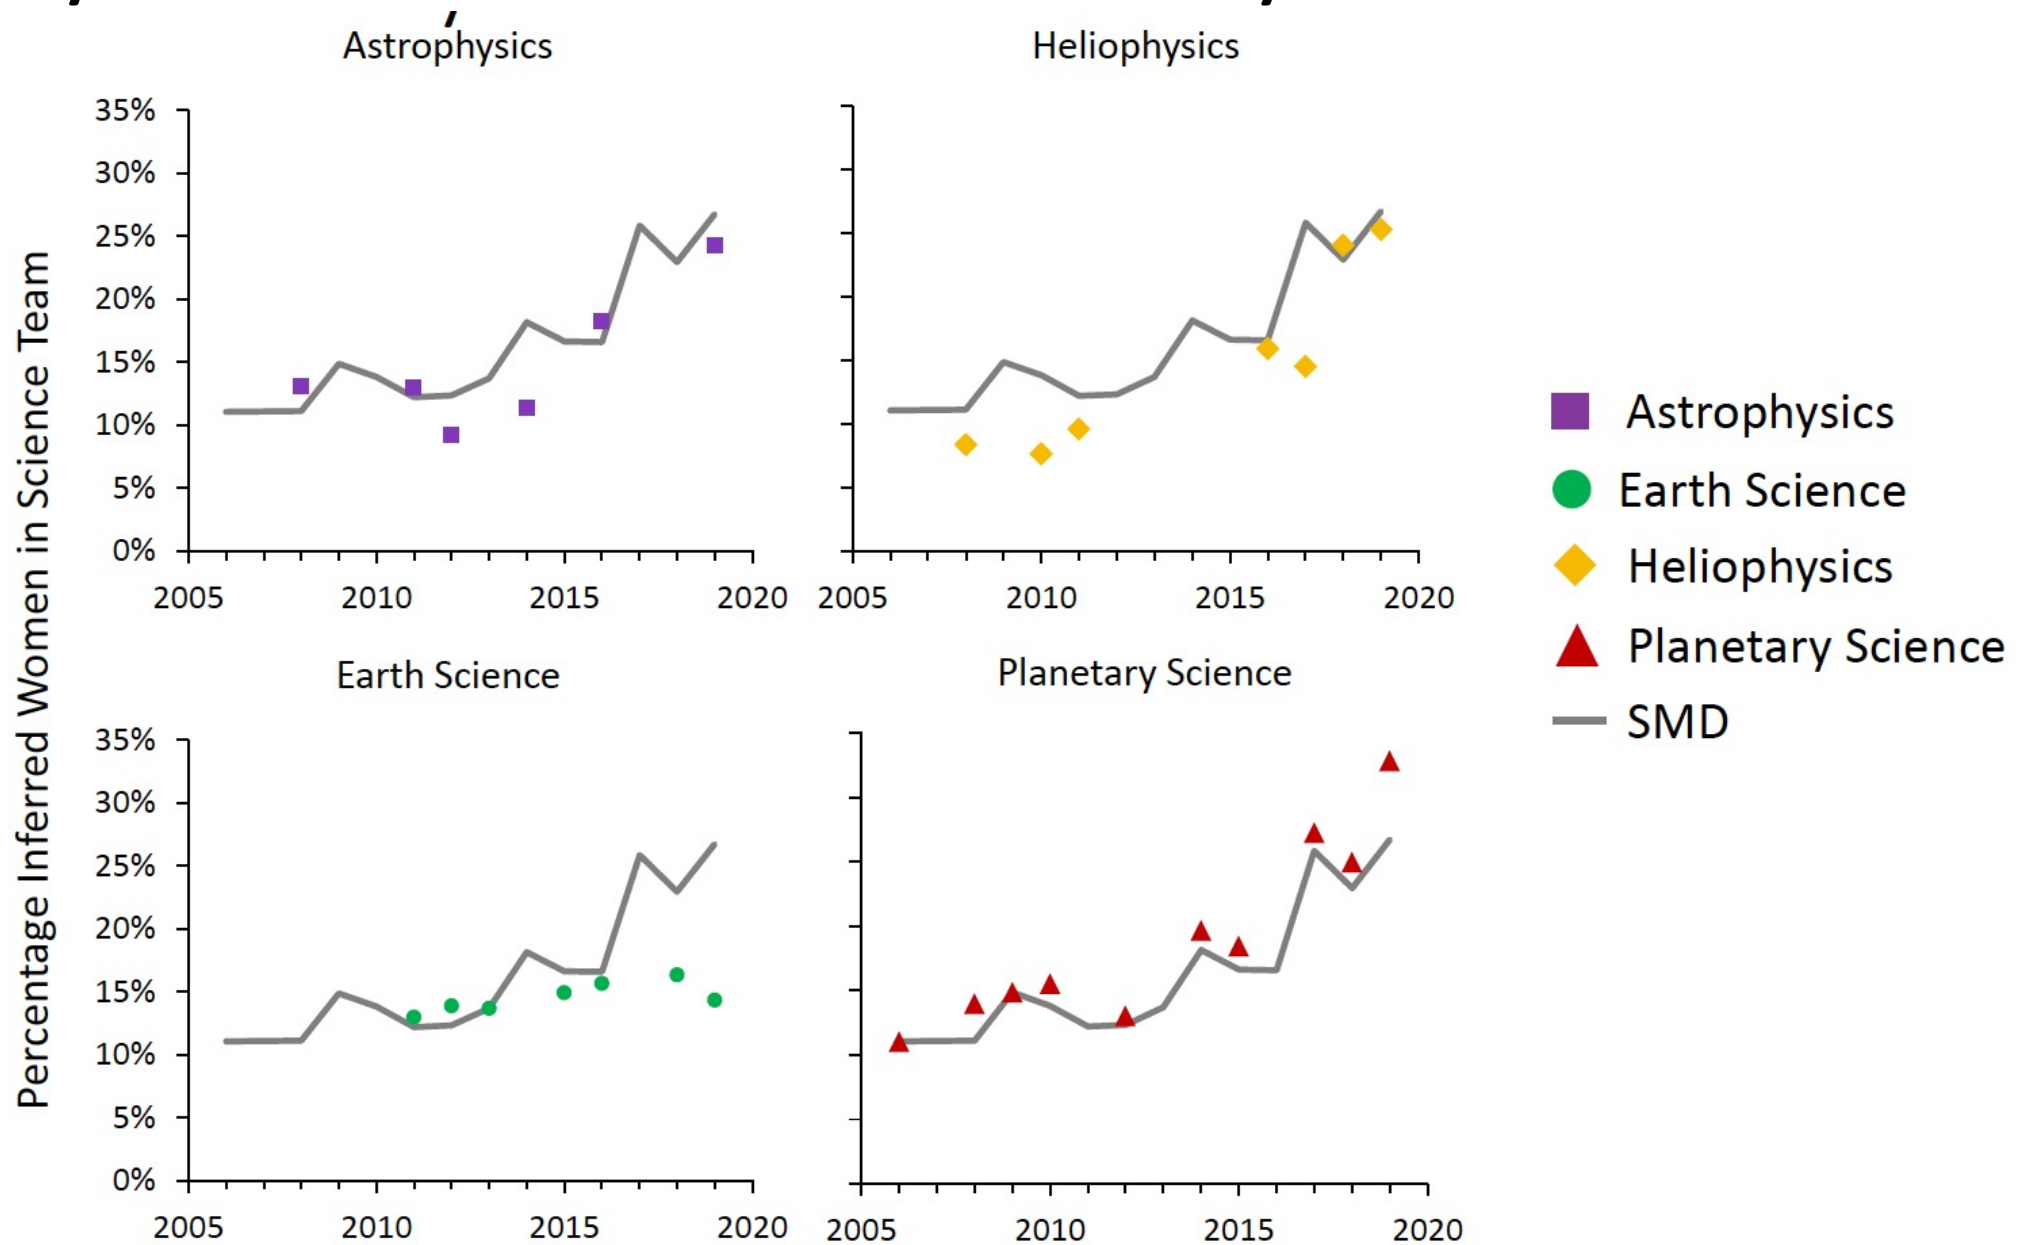 Astrophysics
Heliophysics
35%
30%
25%
20%
15%
10%
5%
0%
2005 2010 2015 2020
2005 2010 2015 2020
Percentage Inferred Women in Science Team
Earth Science
Planetary Science
35%
30%
25%
20%
15%
10%
5%
0%
2005 2010 2015 2020
2005 2010 2015 2020
Astrophysics
Earth Science
Heliophysics
Planetary Science
SMD